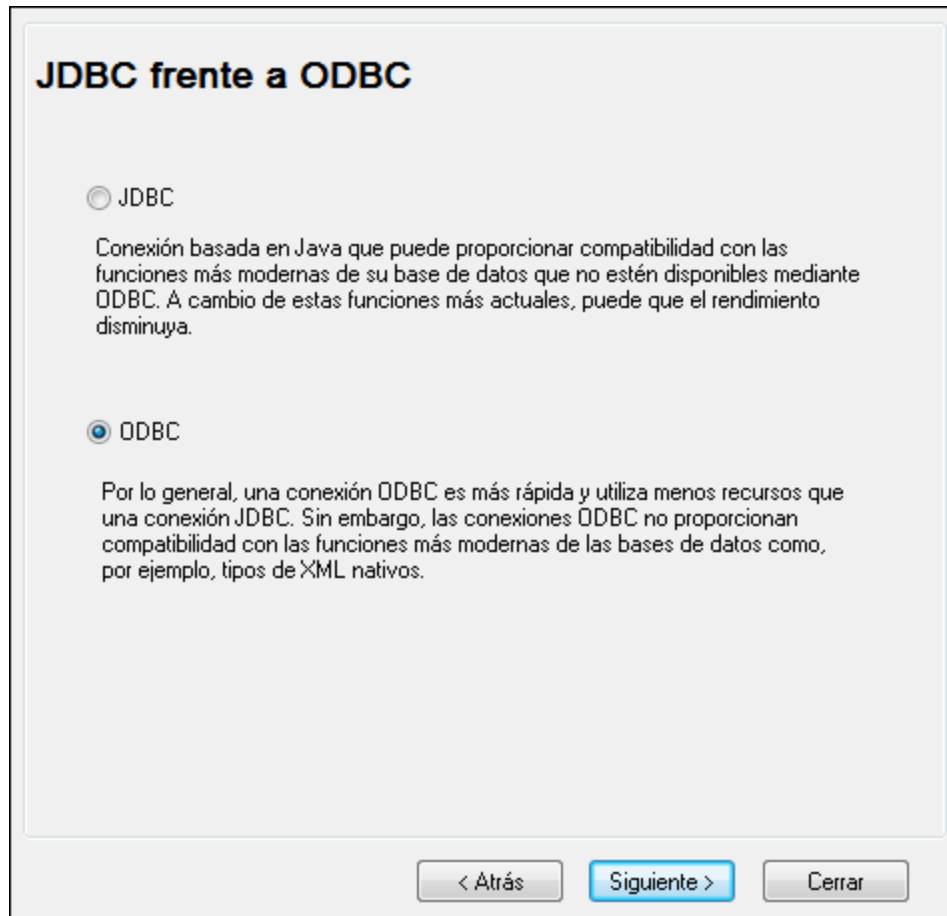 JDBC frente a ODBC
JDBC
Conexión basada en Java que puede proporcionar compatibilidad con las
funciones más modernas de su base de datos que no estén disponibles mediante
ODBC. A cambio de estas funciones más actuales, puede que el rendimiento
disminuya.
ODBC
Por lo general, una conexión ODBC es más rápida y utiliza menos recursos que
una conexión JDBC. Sin embargo, las conexiones ODBC no proporcionan
compatibilidad con las funciones más modernas de las bases de datos como,
por ejemplo, tipos de XML nativos.
< Atrás
Siguiente >
Cerrar